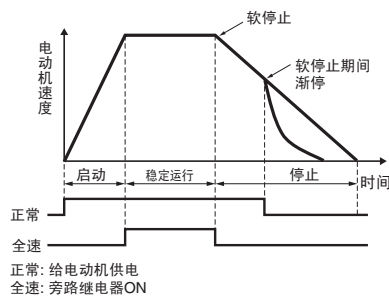 软停止
电动机速度
软停止期间
渐停
启动
稳定运行
停止
时间
正常
全速
正常: 给电动机供电
全速: 旁路继电器ON